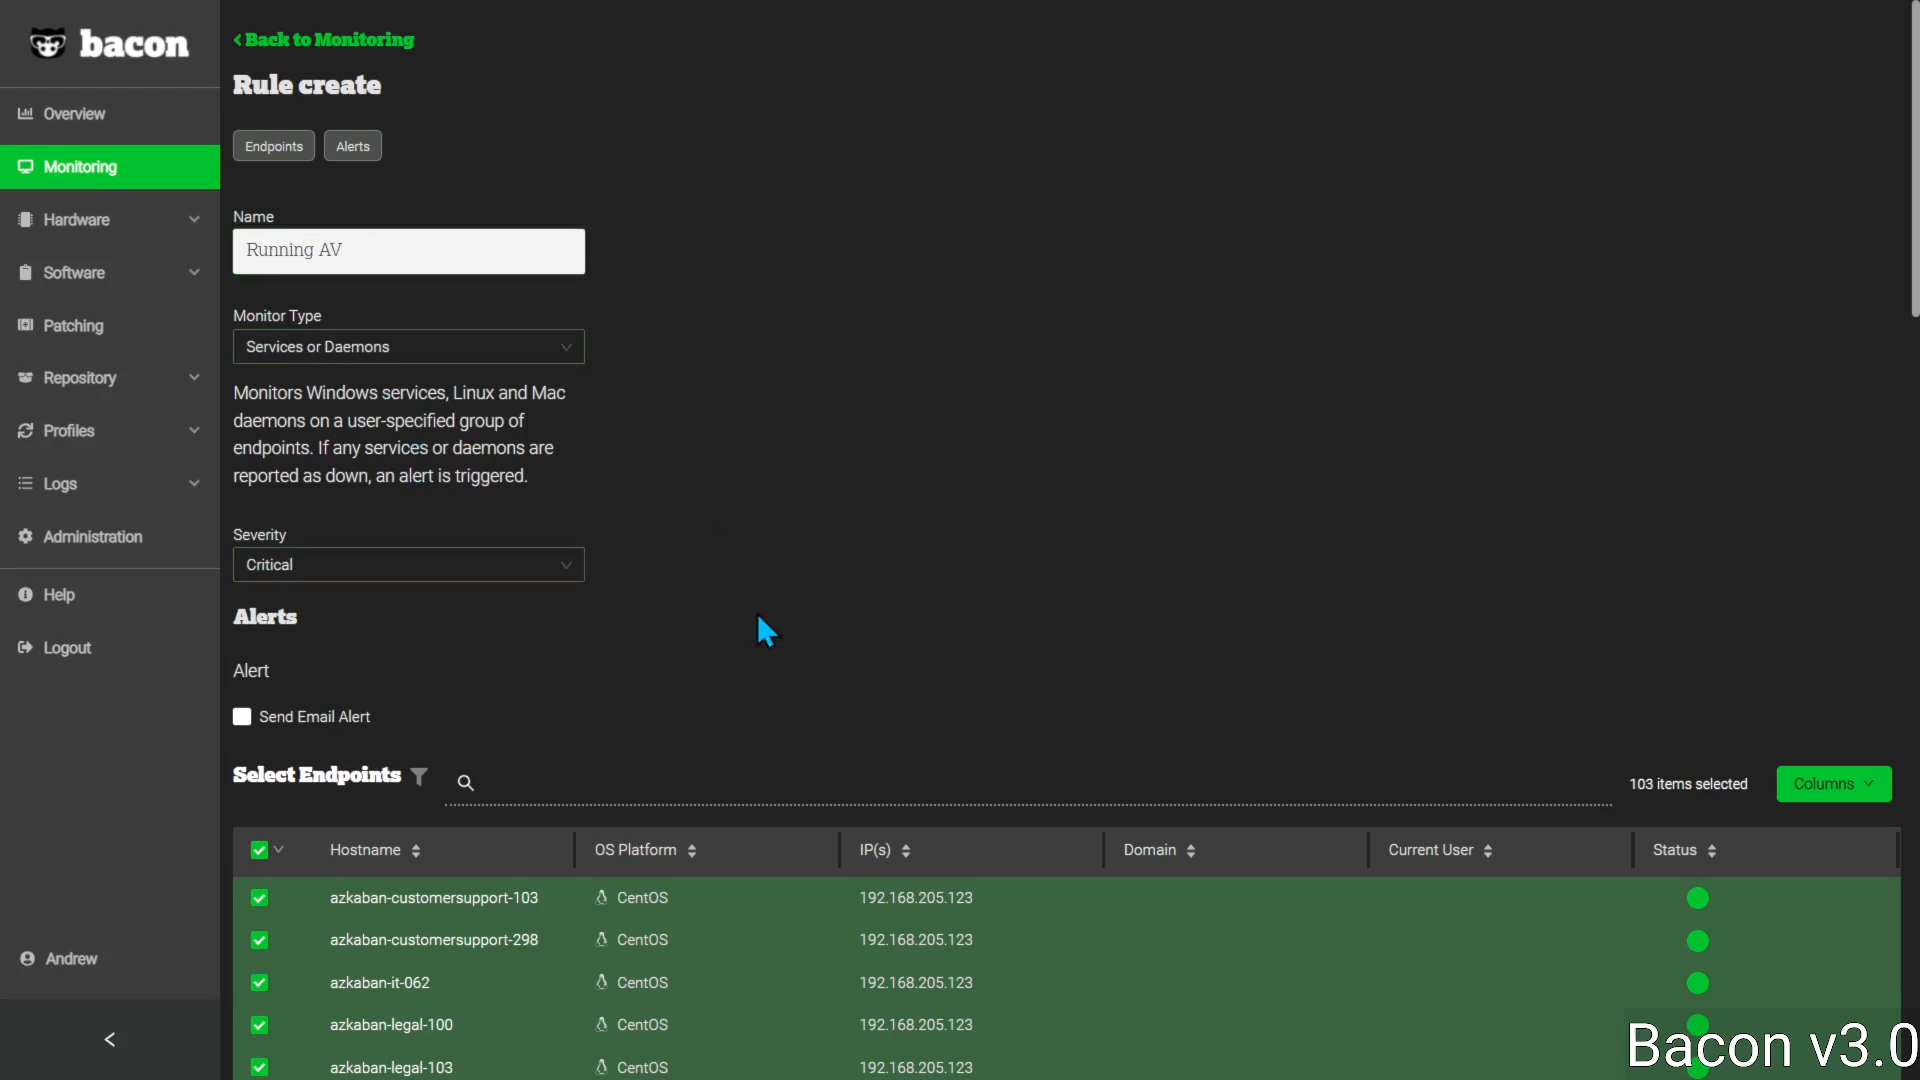 bacon
Overview
Monitoring
Hardware
Software
Patching
Repository
Profiles
Logs
Administration
Help
Logout
Andrew
Back to Monitoring
Rule create
Endpoints
Alerts
Name
Running AV
Monitor Type
Services or Daemons
Monitors Windows services, Linux and Mac
daemons on a user-specified group of
endpoints. If any services or daemons are
reported as down, an alert is triggered.
Severity
Critical
Alerts
Alert
Send Email Alert
Select Endpoints
103 items selected
Columns
Hostname OS Platform IP(s) Domain Current User Status
azkaban-customersupport-103 CentOS 192.168.205.123
azkaban-customersupport-298 CentOS 192.168.205.123
azkaban-it-062 CentOS 192.168.205.123
azkaban-legal-100 CentOS 192.168.205.123
azkaban-legal-103 CentOS 192.168.205.123
Bacon v3.0